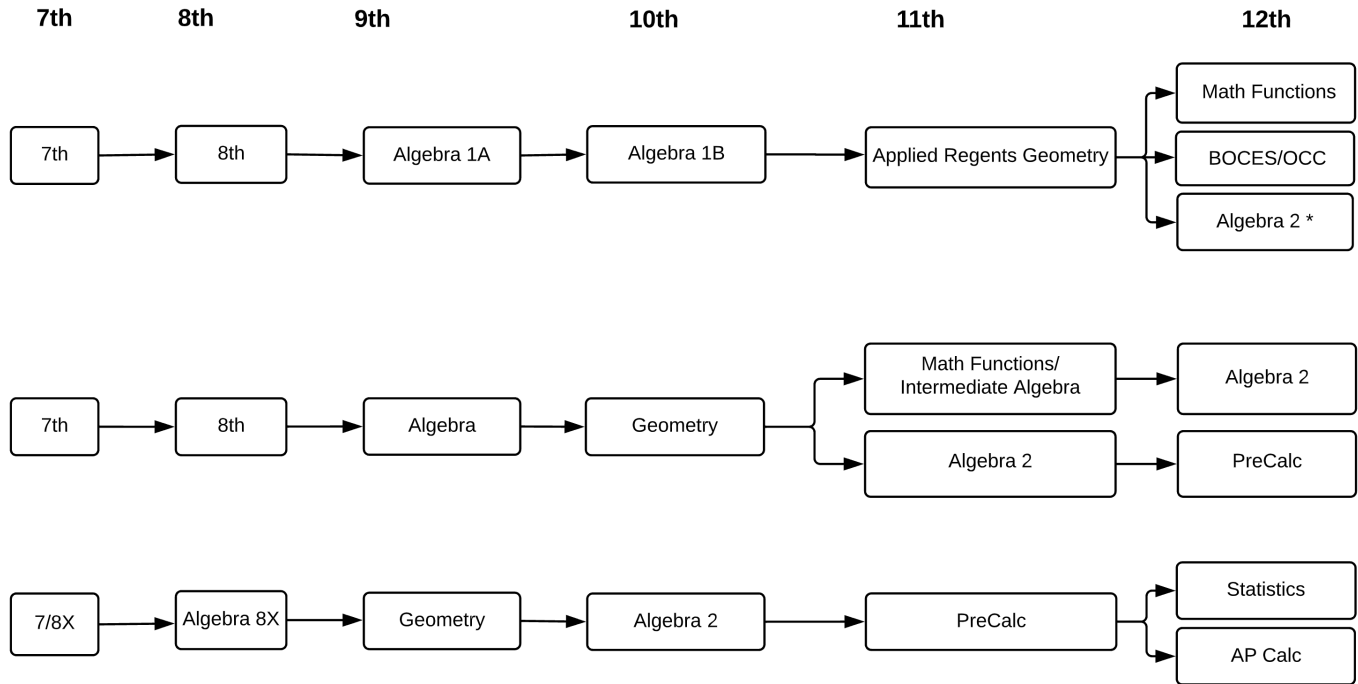 7th 8th 9th 10th 11th 12th
Math Functions
7th
8th
Algebra 1A
Algebra 1B
Applied Regents Geometry
BOCES/OCC
Algebra 2 *
Math Functions/
Intermediate Algebra
Algebra 2
7th
8th
Algebra
Geometry
Algebra 2
PreCalc
Statistics
7/8X
Algebra 8X
Geometry
Algebra 2
PreCalc
AP Calc